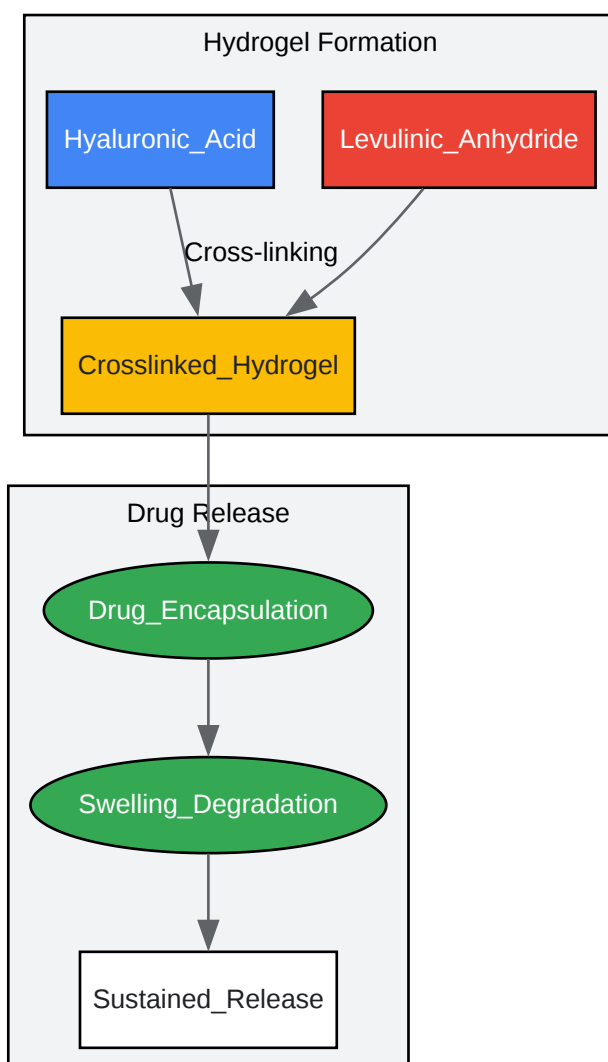 Hydrogel Formation
Hyaluronic_Acid
Levulinic_Anhydride
Cross-linking
Crosslinked_Hydrogel
Drug Release
Drug_Encapsulation
Swelling_Degradation
Sustained_Release